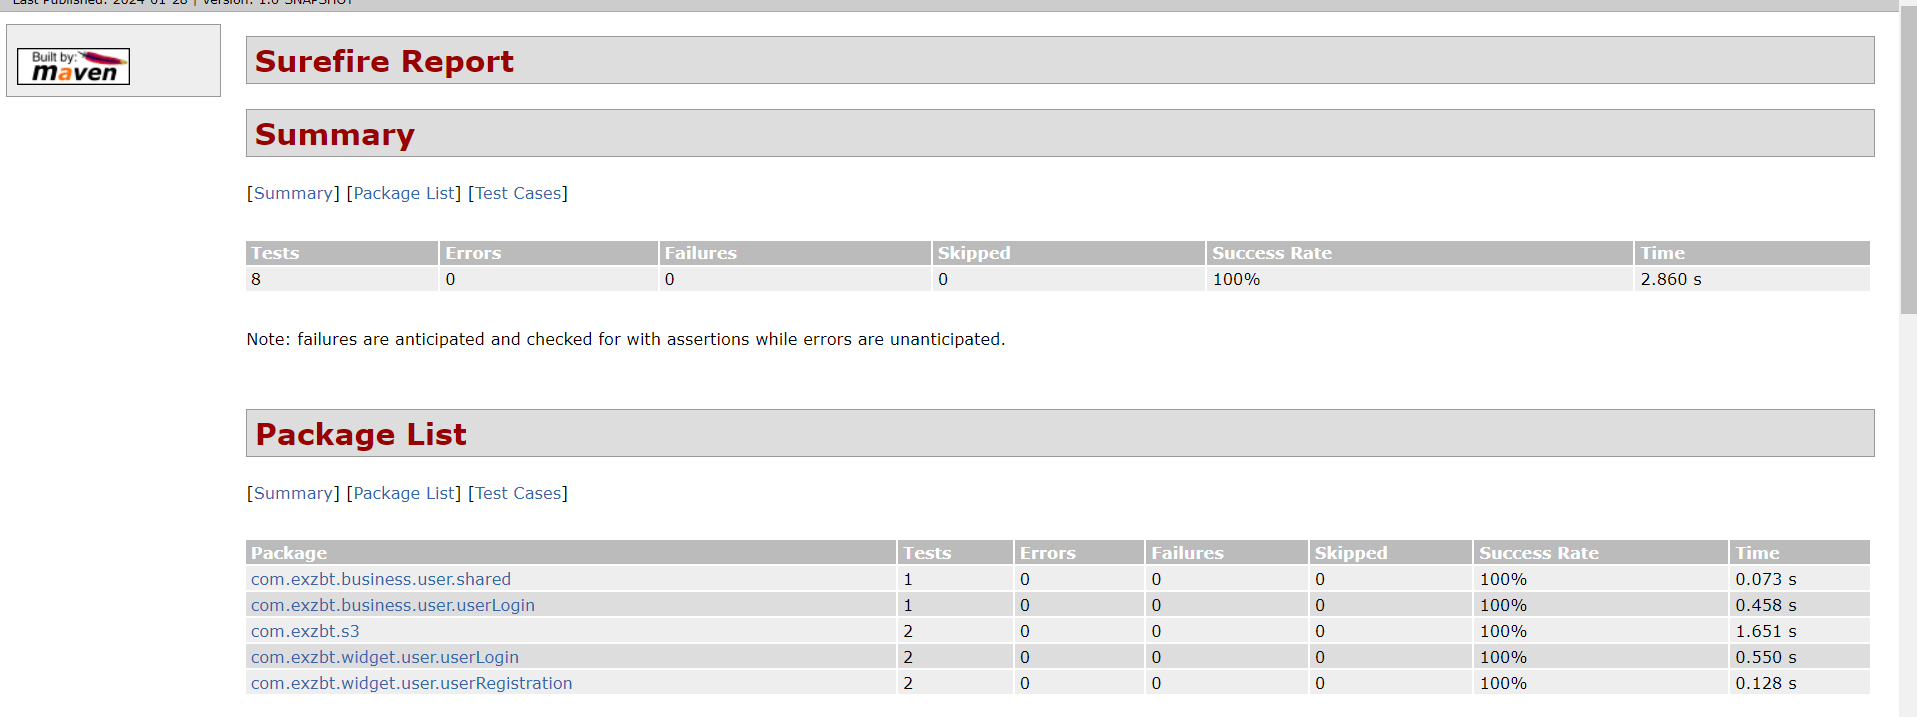 Last Published: 2024-01-28 | Version: 1.0-SNAPSHOT
Built by:
maven
Surefire Report
Summary
[Summary] [Package List] [Test Cases]
Tests Errors Failures Skipped Success Rate Time
8 0 0 0 100% 2.860 s
Note: failures are anticipated and checked for with assertions while errors are unanticipated.
Package List
[Summary] [Package List] [Test Cases]
Package Tests Errors Failures Skipped Success Rate Time
com.exzbt.business.user.shared 1 0 0 0 100% 0.073 s
com.exzbt.business.user.userLogin 1 0 0 0 100% 0.458 s
com.exzbt.s3 2 0 0 0 100% 1.651 s
com.exzbt.widget.user.userLogin 2 0 0 0 100% 0.550 s
com.exzbt.widget.user.userRegistration 2 0 0 0 100% 0.128 s